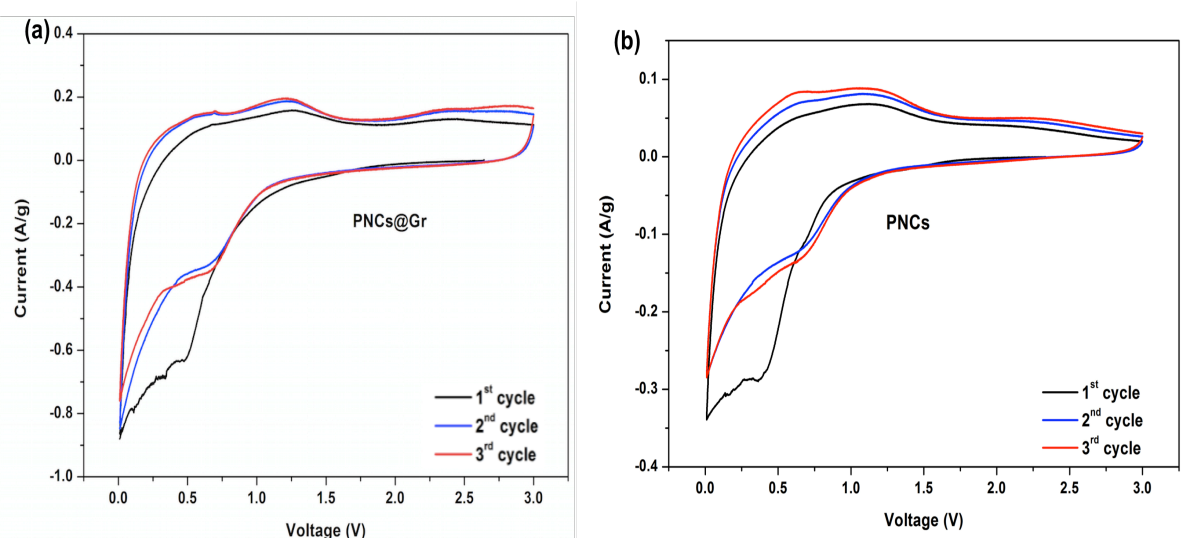 (a)
0.4
0.2
0.0
-0.2
-0.4
-0.6
-0.8
-1.0
Current (A/g)
PNCs@Gr
1st cycle
2nd cycle
3rd cycle
0.0 0.5 1.0 1.5 2.0 2.5 3.0
Voltage (V)
(b)
0.1
0.0
-0.1
-0.2
-0.3
-0.4
Current (A/g)
PNCs
1st cycle
2nd cycle
3rd cycle
0.0 0.5 1.0 1.5 2.0 2.5 3.0
Voltage (V)